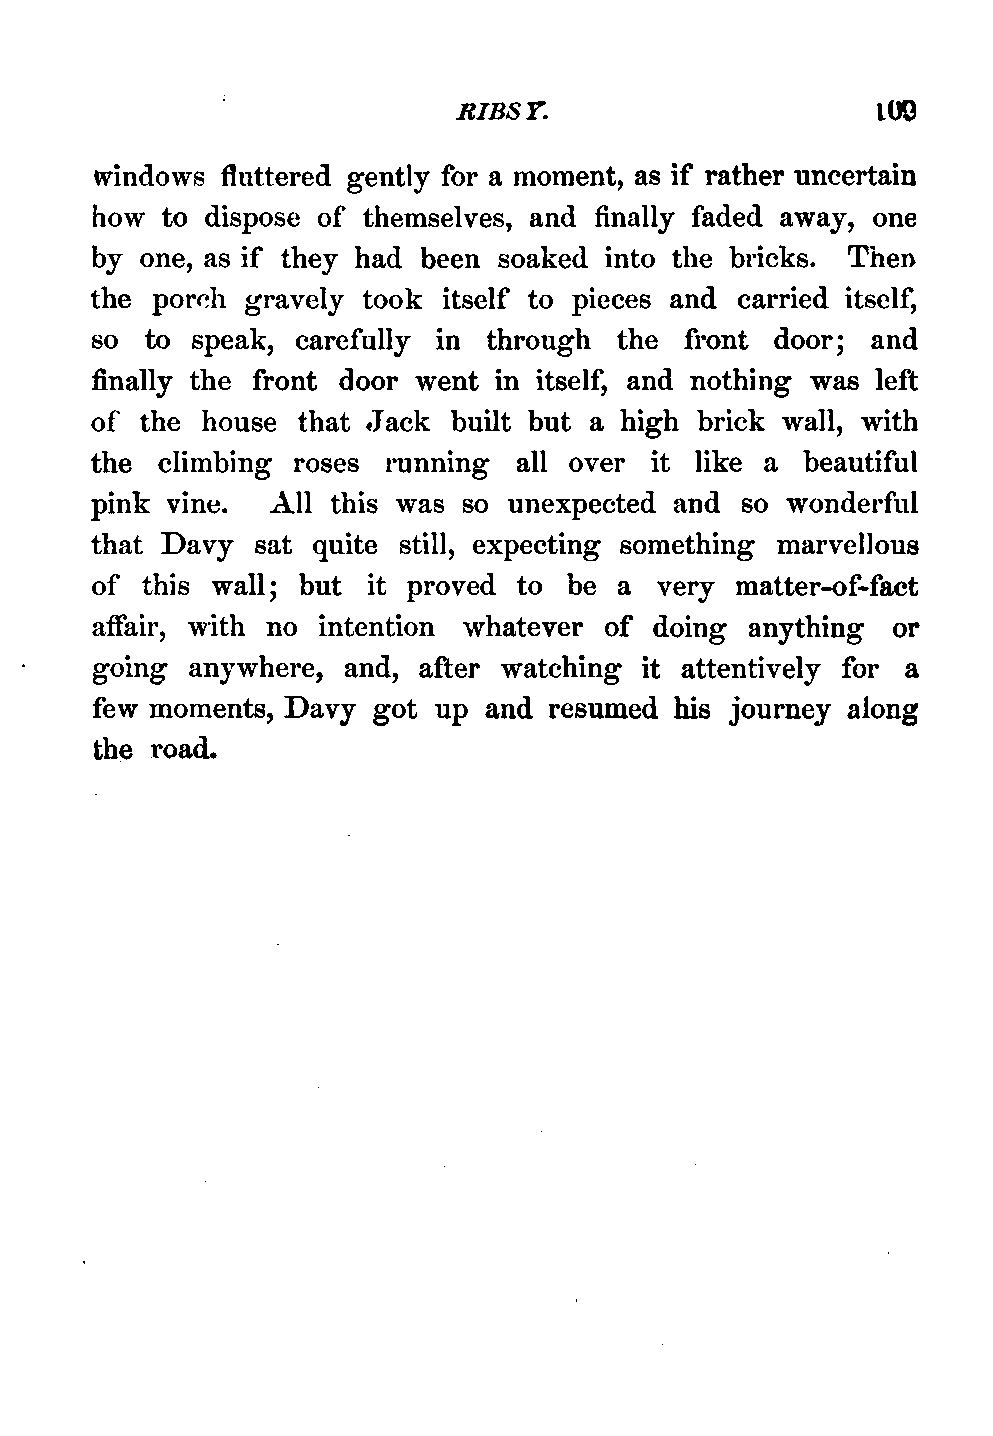 RIBSY. 109
windows fluttered gently for a moment, as if rather uncertain
how to dispose of themselves, and finally faded away, one
by one, as if they had been soaked into the bricks. Then
the porch gravely took itself to pieces and carried itself,
so to speak, carefully in through the front door; and
finally the front door went in itself, and nothing was left
of the house that Jack built but a high brick wall, with
the climbing roses running all over it like a beautiful
pink vine. All this was so unexpected and so wonderful
that Davy sat quite still, expecting something marvellous
of this wall; but it proved to be a very matter-of-fact
affair, with no intention whatever of doing anything or
going anywhere, and, after watching it attentively for a
few moments, Davy got up and resumed his journey along
the road.